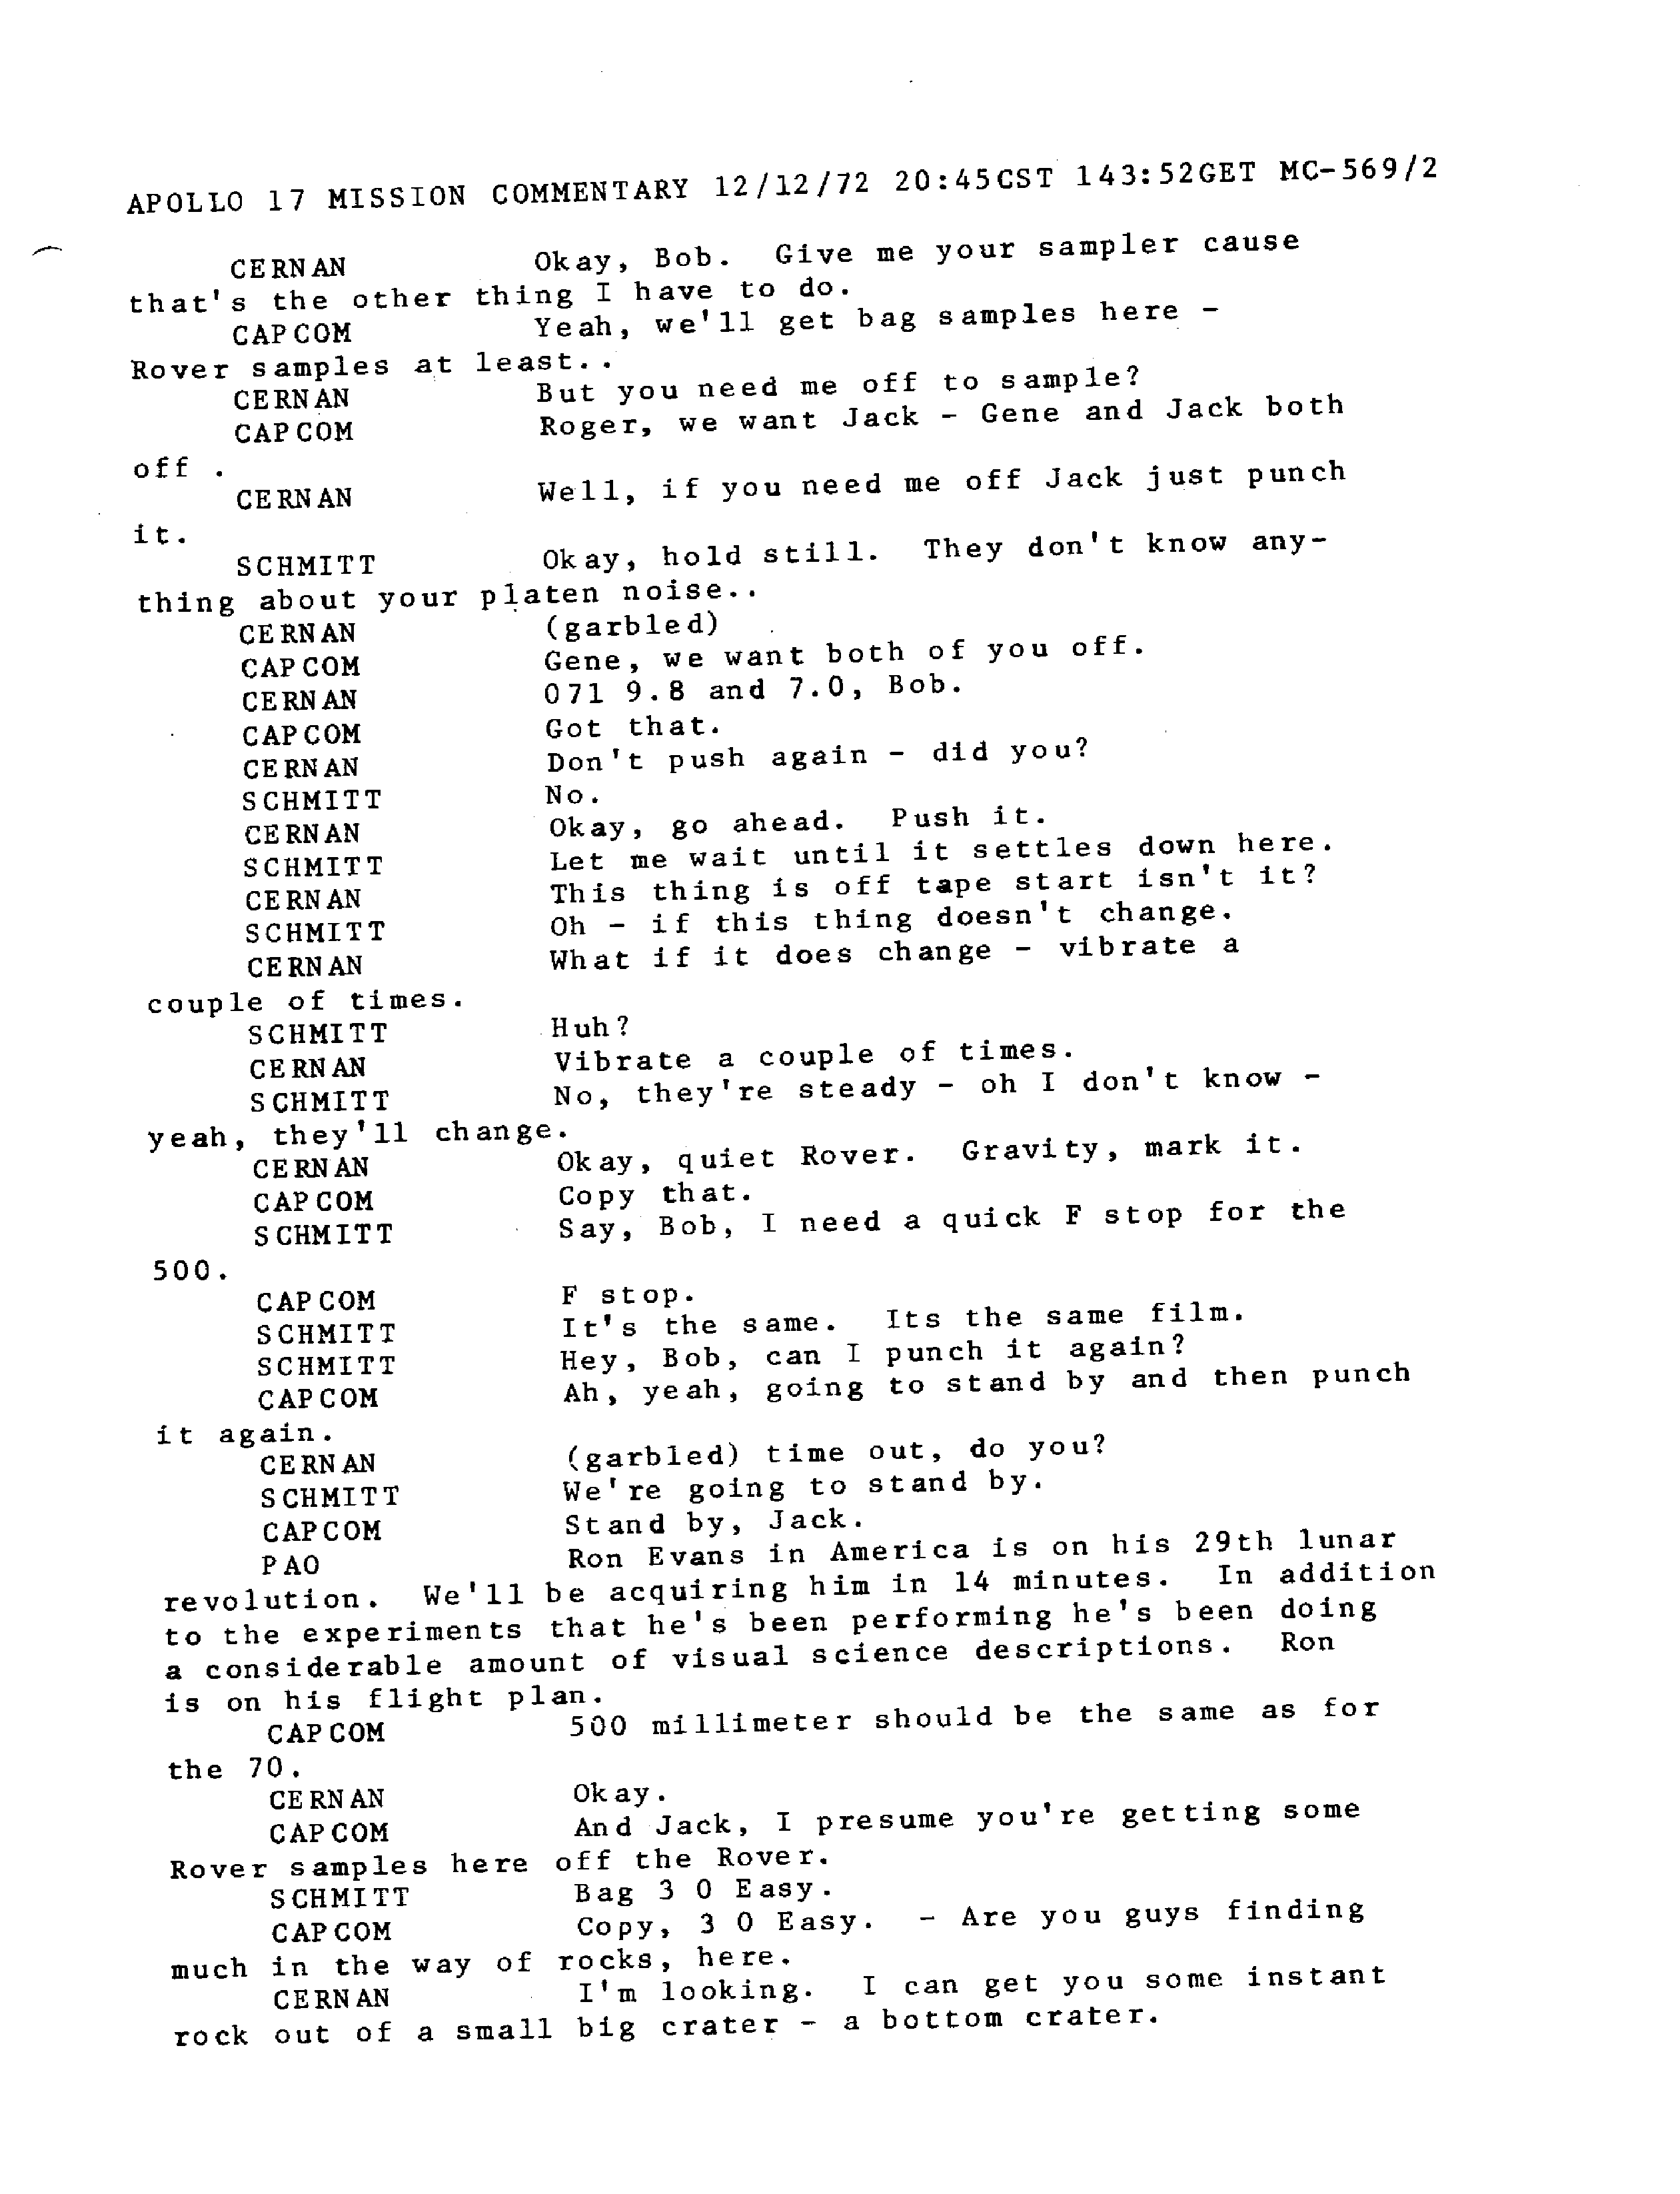 APOLLO 17 MISSION COMMENTARY 12/12/72 20:45CST 143:52GET MC-569/2
CERNAN Okay, Bob. Give me your sampler cause
that's the other thing I have to do.
CAPCOM Yeah, we'll get bag samples here -
Rover samples at least..
CERNAN But you need me off to sample?
CAPCOM Roger, we want Jack - Gene and Jack both
off .
CERNAN Well, if you need me off Jack just punch
it.
SCHMITT Okay, hold still. They don't know any-
thing about your platen noise..
CERNAN (garbled)
CAPCOM Gene, we want both of you off.
CERNAN 071 9.8 and 7.0, Bob.
CAPCOM Got that.
CERNAN Don't push again - did you?
SCHMITT No.
CERNAN Okay, go ahead. Push it.
SCHMITT Let me wait until it settles down here.
CERNAN This thing is off tape start isn't it?
SCHMITT Oh - if this thing doesn't change.
CERNAN What if it does change - vibrate a
couple of times.
SCHMITT Huh?
CERNAN Vibrate a couple of times.
SCHMITT No, they're steady - oh I don't know -
yeah, they'll change.
CERNAN Okay, quiet Rover. Gravity, mark it.
CAPCOM Copy that.
SCHMITT Say, Bob, I need a quick F stop for the
500.
CAPCOM F stop.
SCHMITT It's the same. Its the same film.
SCHMITT Hey, Bob, can I punch it again?
CAPCOM Ah, yeah, going to stand by and then punch
it again.
CERNAN (garbled) time out, do you?
SCHMITT We're going to stand by.
CAPCOM Stand by, Jack.
PAO Ron Evans in America is on his 29th lunar
revolution. We'll be acquiring him in 14 minutes. In addition
to the experiments that he's been performing he's been doing
a considerable amount of visual science descriptions. Ron
is on his flight plan.
CAPCOM 500 millimeter should be the same as for
the 70.
CERNAN Okay.
CAPCOM And Jack, I presume you're getting some
Rover samples here off the Rover.
SCHMITT Bag 3 0 Easy.
CAPCOM Copy, 3 0 Easy. - Are you guys finding
much in the way of rocks, here.
CERNAN I'm looking. I can get you some instant
rock out of a small big crater - a bottom crater.